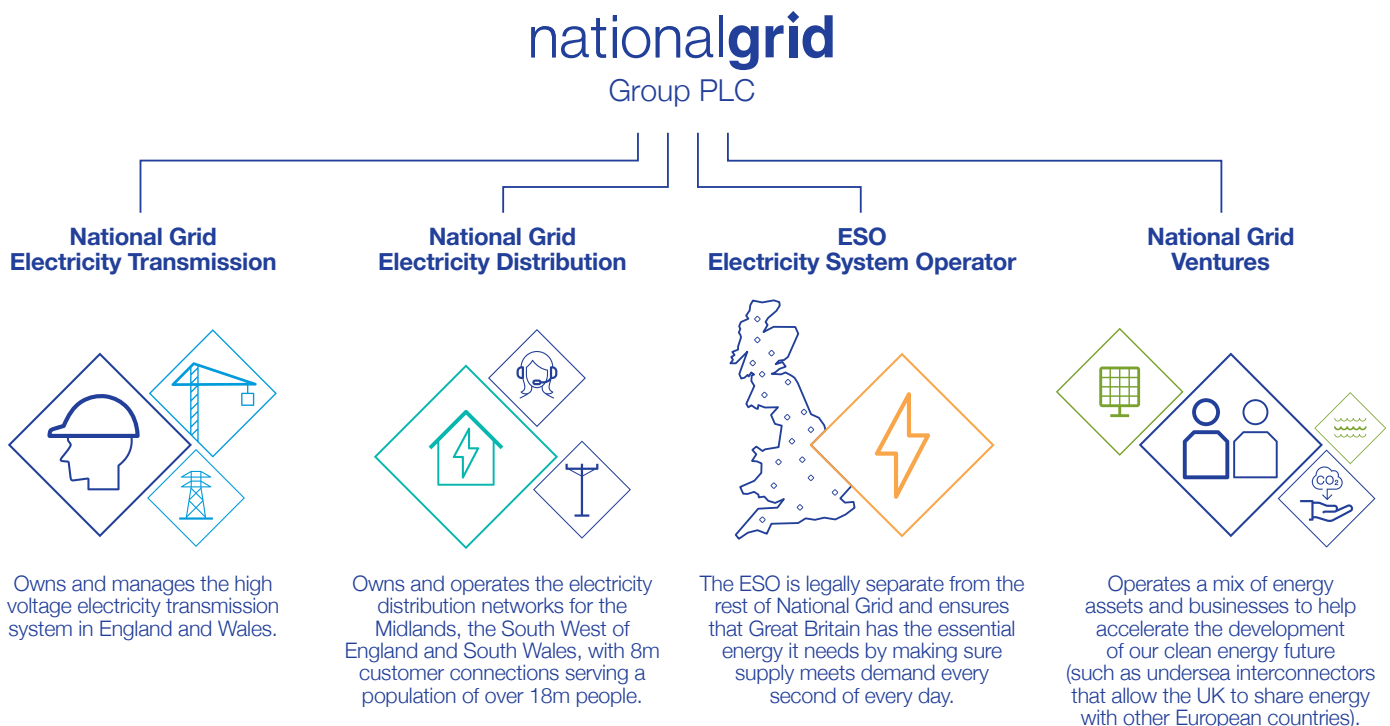 nationalgrid
Group PLC
National Grid
Electricity Transmission
Owns and manages the high
voltage electricity transmission
system in England and Wales.
National Grid
Electricity Distribution
Owns and operates the electricity
distribution networks for the
Midlands, the South West of
England and South Wales, with 8m
customer connections serving a
population of over 18m people.
ESO
Electricity System Operator
The ESO is legally separate from the
rest of National Grid and ensures
that Great Britain has the essential
energy it needs by making sure
supply meets demand every
second of every day.
National Grid
Ventures
CO₂
Operates a mix of energy
assets and businesses to help
accelerate the development
of our clean energy future
(such as undersea interconnectors
that allow the UK to share energy
with other European countries).